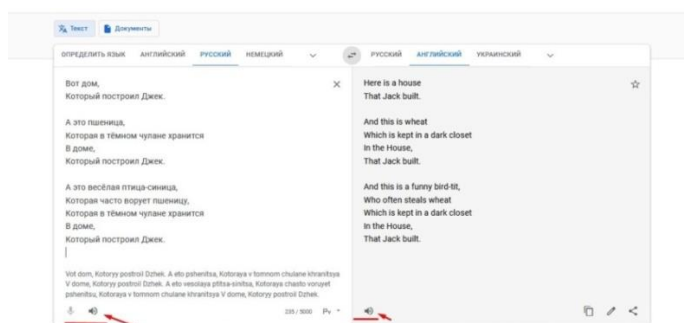 Текст Документы
ОПРЕДЕЛИТЬ ЯЗЫК АНГЛИЙСКИЙ РУССКИЙ НЕМЕЦКИЙ РУССКИЙ АНГЛИЙСКИЙ УКРАИНСКИЙ
Вот дом,
Который построил Джек.
А это пшеница,
Которая в тёмном чулане хранится
В доме,
Который построил Джек.
А это весёлая птица-синица,
Которая часто ворует пшеницу,
Которая в тёмном чулане хранится
В доме,
Который построил Джек.
Vot dom, Kotoryy postroil Dzhek. A eto pshenitsa, Kotoraya v tomnom chulane khranitsya
V dome, Kotoryy postroil Dzhek. A eto vesolaya ptitsa-sinitsa, Kotoraya chasto voruyet
pshenitsu, Kotoraya v tomnom chulane khranitsya V dome, Kotoryy postroil Dzhek.
235 / 5000
Here is a house
That Jack built.
And this is wheat
Which is kept in a dark closet
In the House,
That Jack built.
And this is a funny bird-tit,
Who often steals wheat
Which is kept in a dark closet
In the House,
That Jack built.